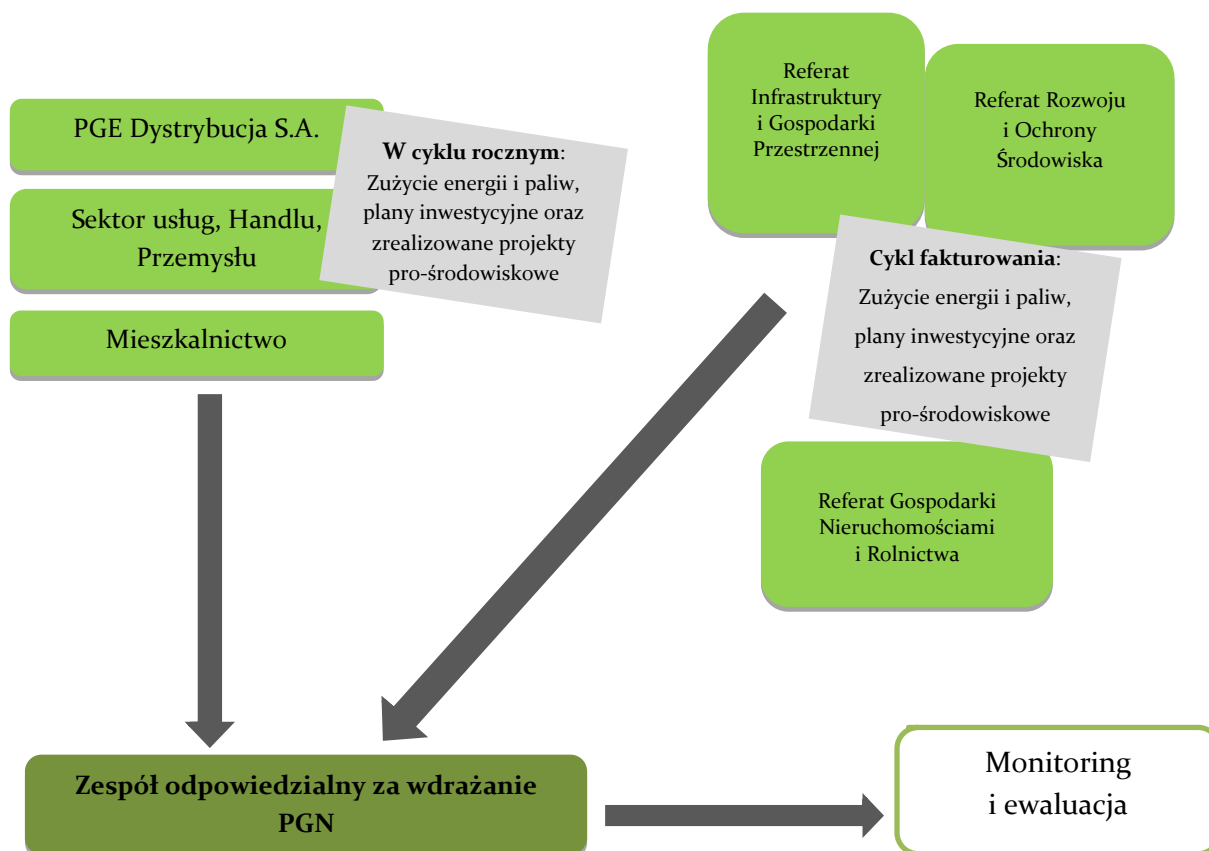 PGE Dystrybucja S.A.
Sektor usług, Handlu,
Przemysłu
Mieszkalnictwo
W cyklu rocznym:
Zużycie energii i paliw,
plany inwestycyjne oraz
zrealizowane projekty
pro-środowiskowe
Referat
Infrastruktury
i Gospodarki
Przestrzennej
Referat Rozwoju
i Ochrony
Środowiska
Cykl fakturowania:
Zużycie energii i paliw,
plany inwestycyjne oraz
zrealizowane projekty
pro-środowiskowe
Referat Gospodarki
Nieruchomościami
i Rolnictwa
Zespół odpowiedzialny za wdrażanie
PGN
Monitoring
i ewaluacja